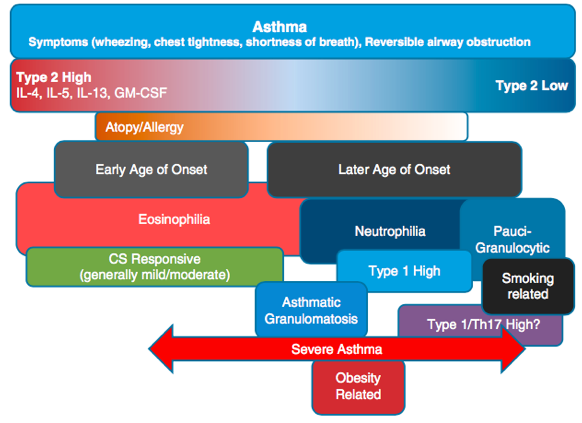 Asthma
Symptoms (wheezing, chest tightness, shortness of breath), Reversible airway obstruction
Type 2 High
IL-4, IL-5, IL-13, GM-CSF
Type 2 Low
Atopy/Allergy
Early Age of Onset
Later Age of Onset
Eosinophilia
Neutrophilia
Pauci-
Granulocytic
CS Responsive
(generally mild/moderate)
Type 1 High
Smoking
related
Asthmatic
Granulomatosis
Type 1/Th17 High?
Severe Asthma
Obesity
Related